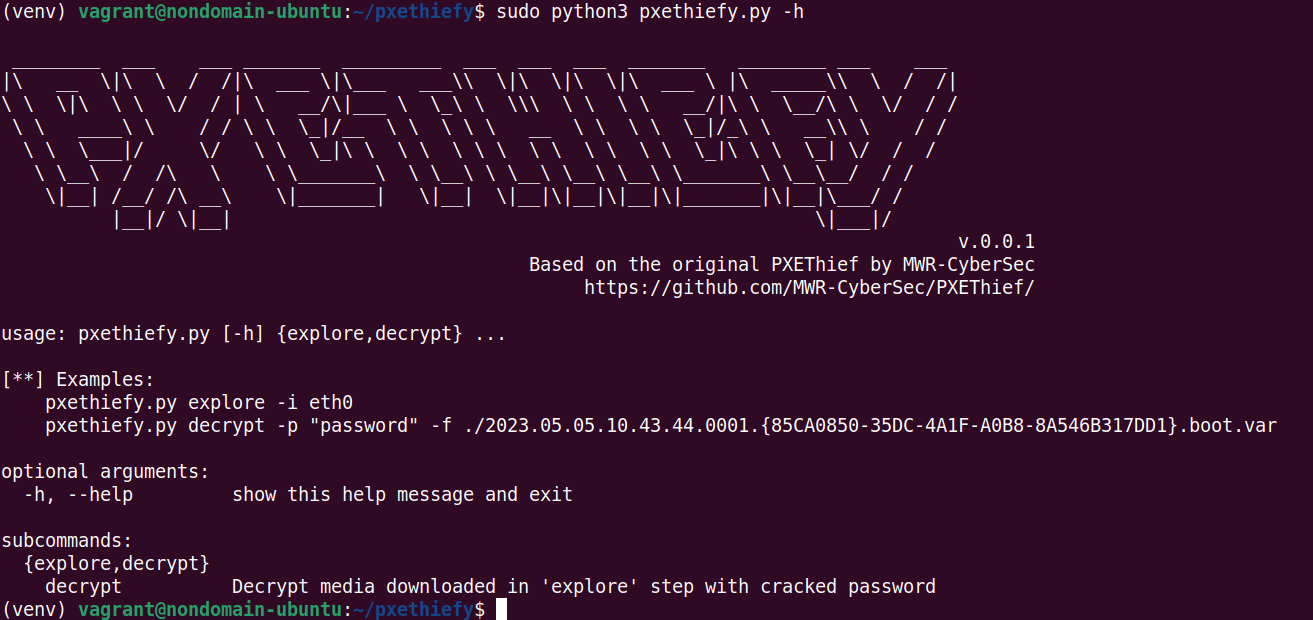 (venv) vagrant@nondomain-ubuntu:~/pxethiefy$ sudo python3 pxethiefy.py -h
PXETHIEFY
v.0.0.1
Based on the original PXEThief by MWR-CyberSec
https://github.com/MWR-CyberSec/PXEThief/
usage: pxethiefy.py [-h] {explore,decrypt} ...
[**] Examples:
pxethiefy.py explore -i eth0
pxethiefy.py decrypt -p "password" -f ./2023.05.05.10.43.44.0001.{85CA0850-35DC-4A1F-A0B8-8A546B317DD1}.boot.var
optional arguments:
-h, --help show this help message and exit
subcommands:
{explore,decrypt}
decrypt Decrypt media downloaded in 'explore' step with cracked password
(venv) vagrant@nondomain-ubuntu:~/pxethiefy$